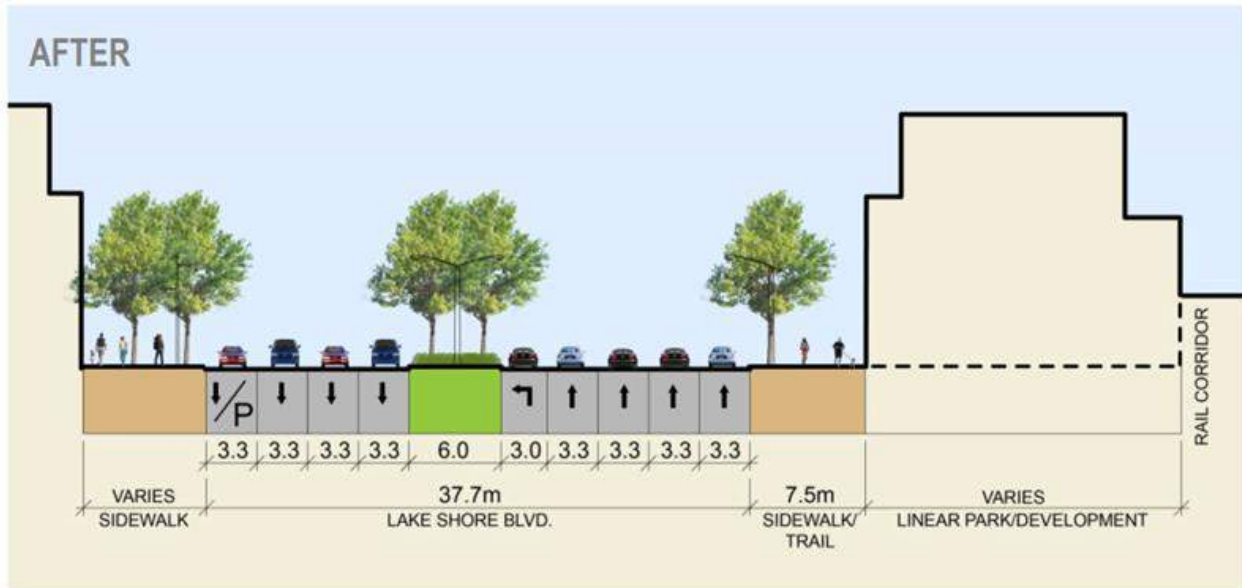 AFTER
P
3.3 3.3 3.3 3.3 6.0 3.0 3.3 3.3 3.3 3.3
VARIES 37.7m 7.5m VARIES
SIDEWALK LAKE SHORE BLVD. SIDEWALK/ LINEAR PARK/DEVELOPMENT
TRAIL
RAIL CORRIDOR